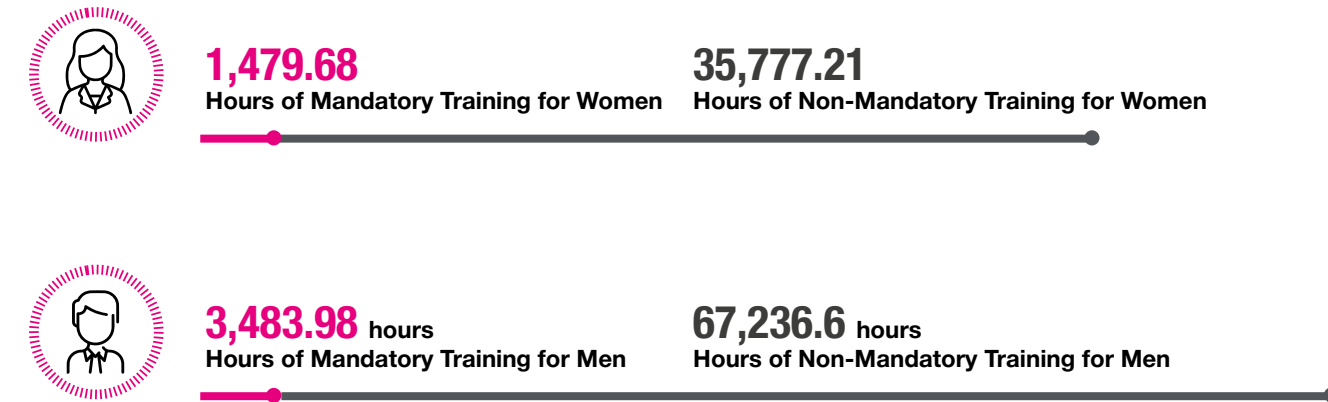 1,479.68 35,777.21
Hours of Mandatory Training for Women Hours of Non-Mandatory Training for Women
3,483.98 hours 67,236.6 hours
Hours of Mandatory Training for Men Hours of Non-Mandatory Training for Men